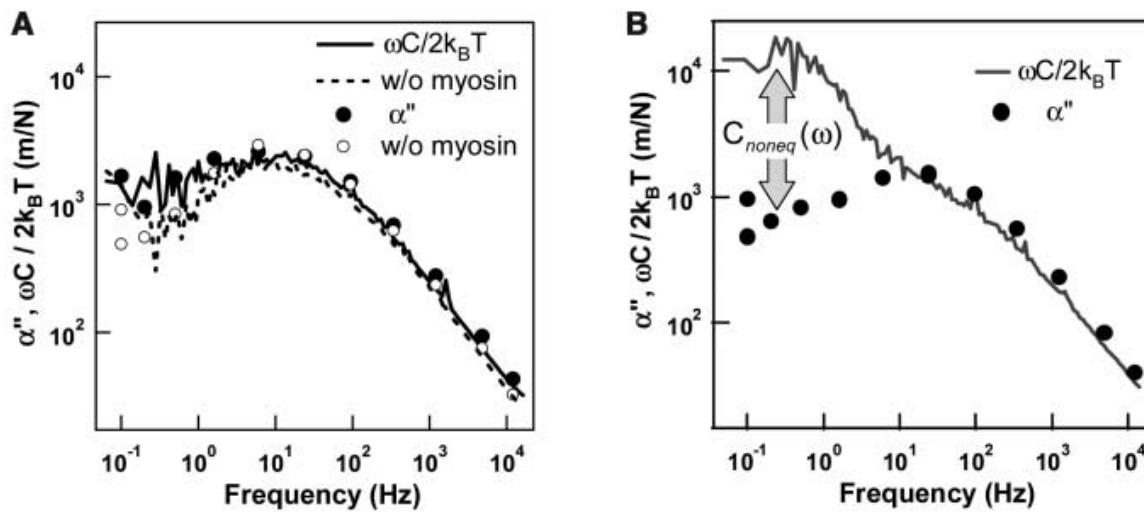 A
ωC/2k_BT
w/o myosin
α"
w/o myosin
α", ωC / 2k_BT (m/N)
10^4
10^3
10^2
10^-1 10^0 10^1 10^2 10^3 10^4
Frequency (Hz)
B
ωC/2k_BT
α"
C_noneq(ω)
α", ωC/2k_BT (m/N)
10^4
10^3
10^2
10^-1 10^0 10^1 10^2 10^3 10^4
Frequency (Hz)